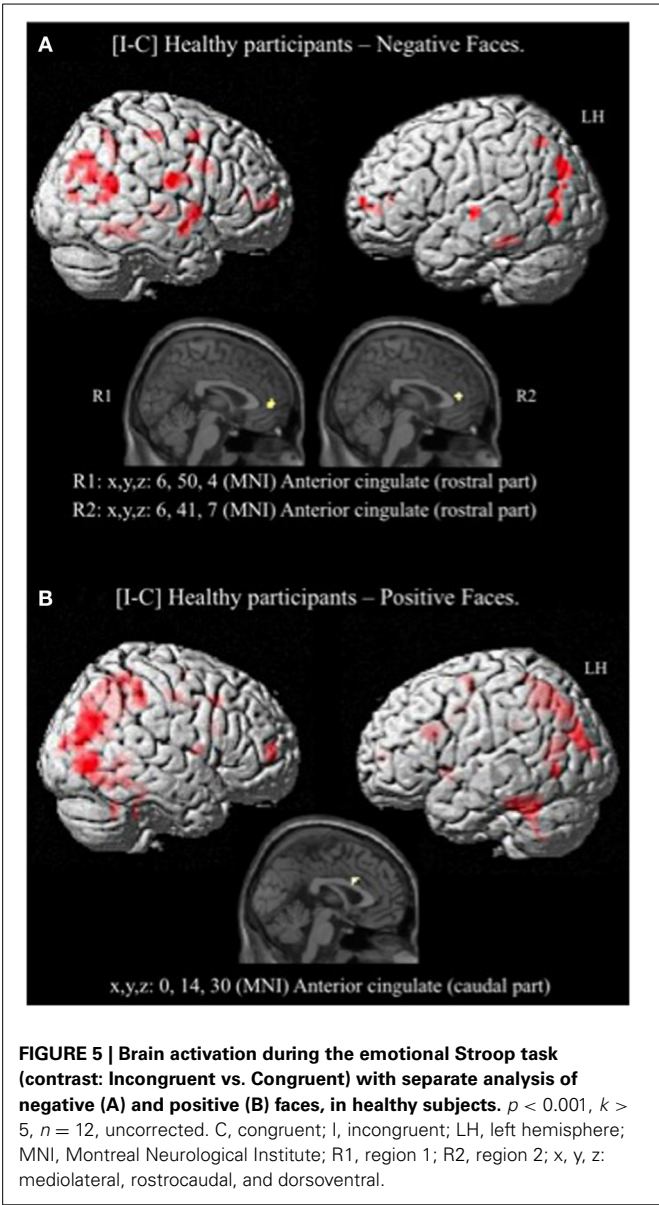 A
[I-C] Healthy participants – Negative Faces.
LH
R1
R2
R1: x,y,z: 6, 50, 4 (MNI) Anterior cingulate (rostral part)
R2: x,y,z: 6, 41, 7 (MNI) Anterior cingulate (rostral part)
B
[I-C] Healthy participants – Positive Faces.
LH
x,y,z: 0, 14, 30 (MNI) Anterior cingulate (caudal part)
FIGURE 5 | Brain activation during the emotional Stroop task
(contrast: Incongruent vs. Congruent) with separate analysis of
negative (A) and positive (B) faces, in healthy subjects. p < 0.001, k >
5, n = 12, uncorrected. C, congruent; I, incongruent; LH, left hemisphere;
MNI, Montreal Neurological Institute; R1, region 1; R2, region 2; x, y, z:
mediolateral, rostrocaudal, and dorsoventral.